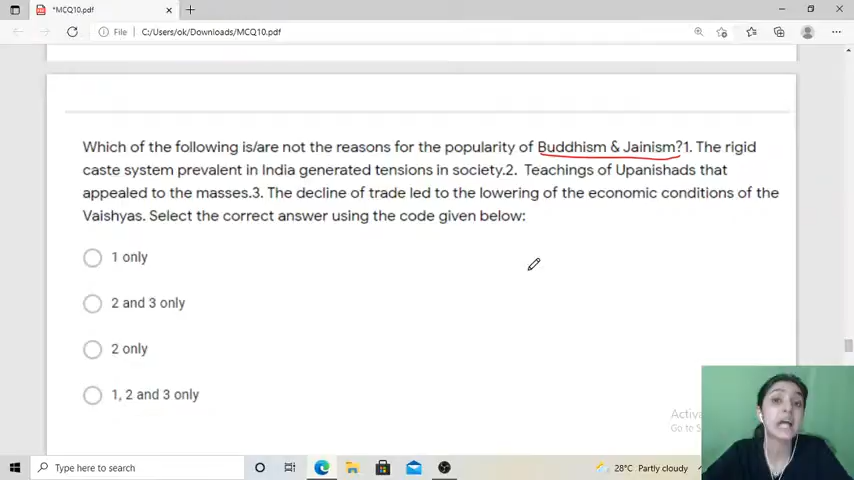 *MCQ10.pdf
File
C:/Users/ok/Downloads/MCQ10.pdf
Which of the following is/are not the reasons for the popularity of Buddhism & Jainism?1. The rigid
caste system prevalent in India generated tensions in society.2. Teachings of Upanishads that
appealed to the masses.3. The decline of trade led to the lowering of the economic conditions of the
Vaishyas. Select the correct answer using the code given below:
1 only
2 and 3 only
2 only
1, 2 and 3 only
Activa
Go to S
Type here to search
28°C Partly cloudy